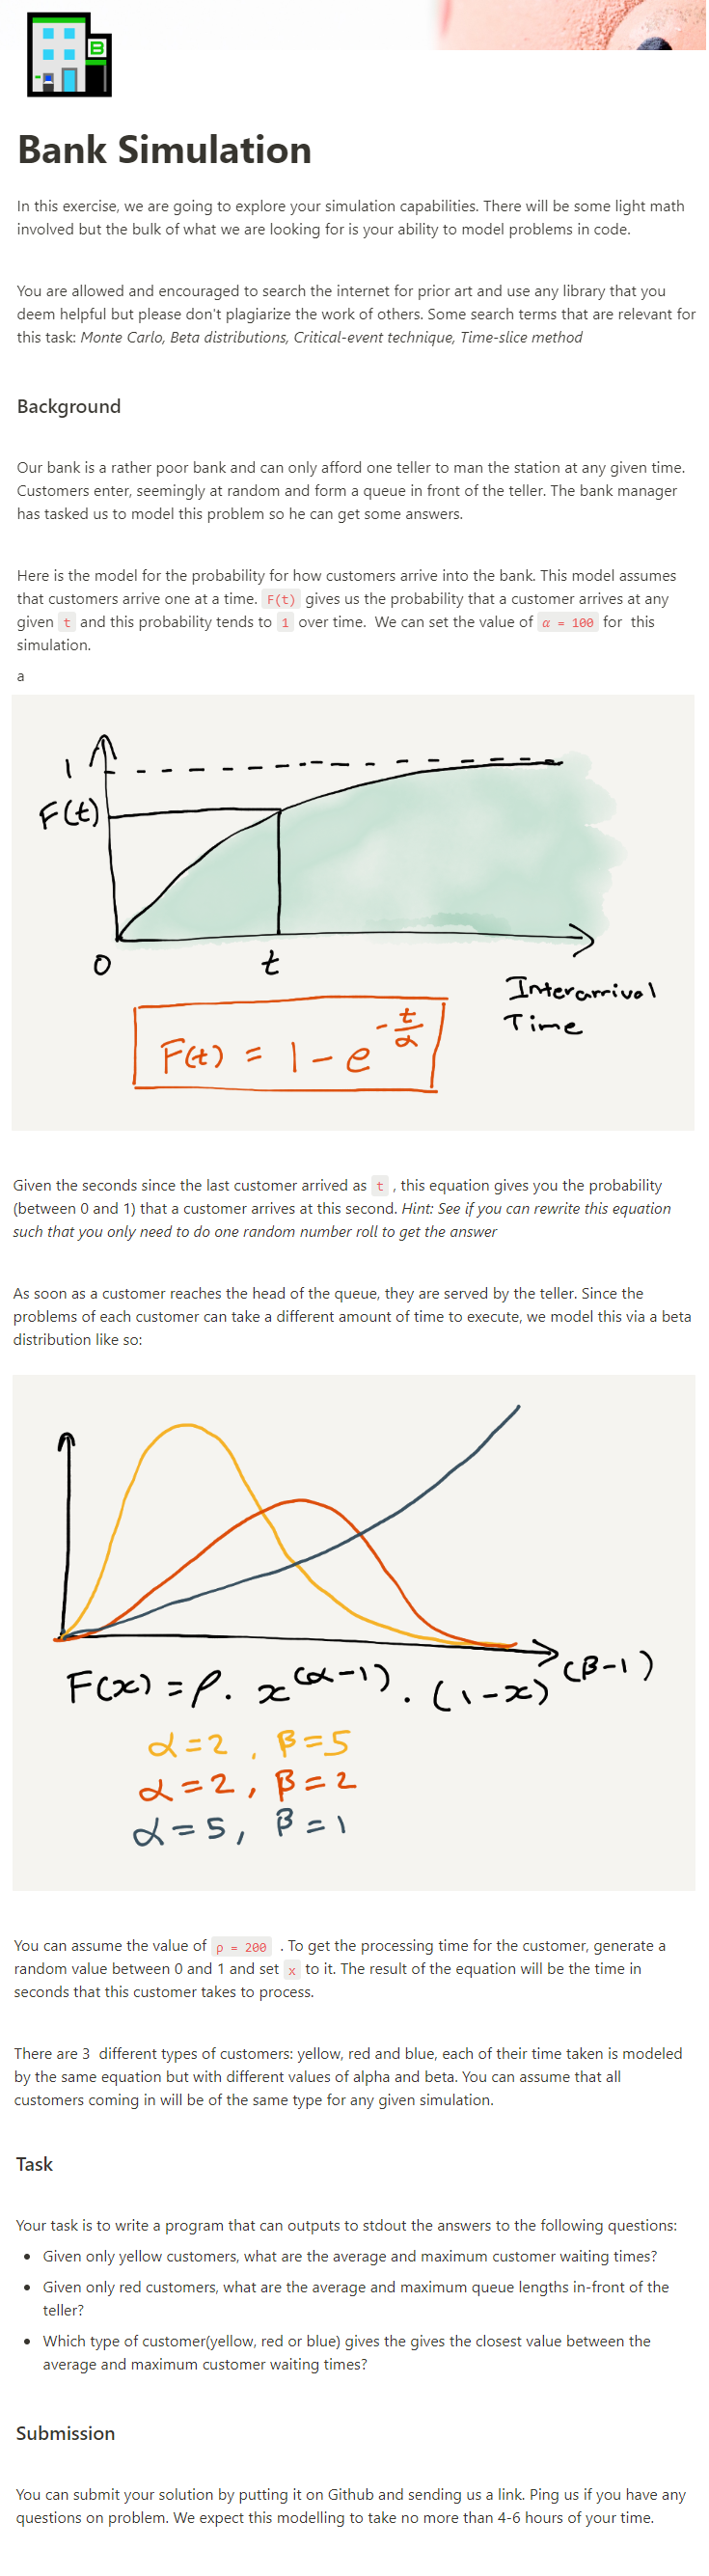 B
Bank Simulation
In this exercise, we are going to explore your simulation capabilities. There will be some light math
involved but the bulk of what we are looking for is your ability to model problems in code.
You are allowed and encouraged to search the internet for prior art and use any library that you
deem helpful but please don't plagiarize the work of others. Some search terms that are relevant for
this task: Monte Carlo, Beta distributions, Critical-event technique, Time-slice method
Background
Our bank is a rather poor bank and can only afford one teller to man the station at any given time.
Customers enter, seemingly at random and form a queue in front of the teller. The bank manager
has tasked us to model this problem so he can get some answers.
Here is the model for the probability for how customers arrive into the bank. This model assumes
that customers arrive one at a time. F(t) gives us the probability that a customer arrives at any
given t and this probability tends to 1 over time. We can set the value of α = 100 for this
simulation.
a
1
F(t)
0
t
Interarrival
Time
F(t) = 1 - e^(-t/α)
Given the seconds since the last customer arrived as t , this equation gives you the probability
(between 0 and 1) that a customer arrives at this second. Hint: See if you can rewrite this equation
such that you only need to do one random number roll to get the answer
As soon as a customer reaches the head of the queue, they are served by the teller. Since the
problems of each customer can take a different amount of time to execute, we model this via a beta
distribution like so:
F(x) = ρ. x^(α-1) . (1-x)^(β-1)
α=2 , β=5
α=2, β=2
α=5, β=1
You can assume the value of ρ = 200 . To get the processing time for the customer, generate a
random value between 0 and 1 and set x to it. The result of the equation will be the time in
seconds that this customer takes to process.
There are 3 different types of customers: yellow, red and blue, each of their time taken is modeled
by the same equation but with different values of alpha and beta. You can assume that all
customers coming in will be of the same type for any given simulation.
Task
Your task is to write a program that can outputs to stdout the answers to the following questions:
• Given only yellow customers, what are the average and maximum customer waiting times?
• Given only red customers, what are the average and maximum queue lengths in-front of the
teller?
• Which type of customer(yellow, red or blue) gives the gives the closest value between the
average and maximum customer waiting times?
Submission
You can submit your solution by putting it on Github and sending us a link. Ping us if you have any
questions on problem. We expect this modelling to take no more than 4-6 hours of your time.